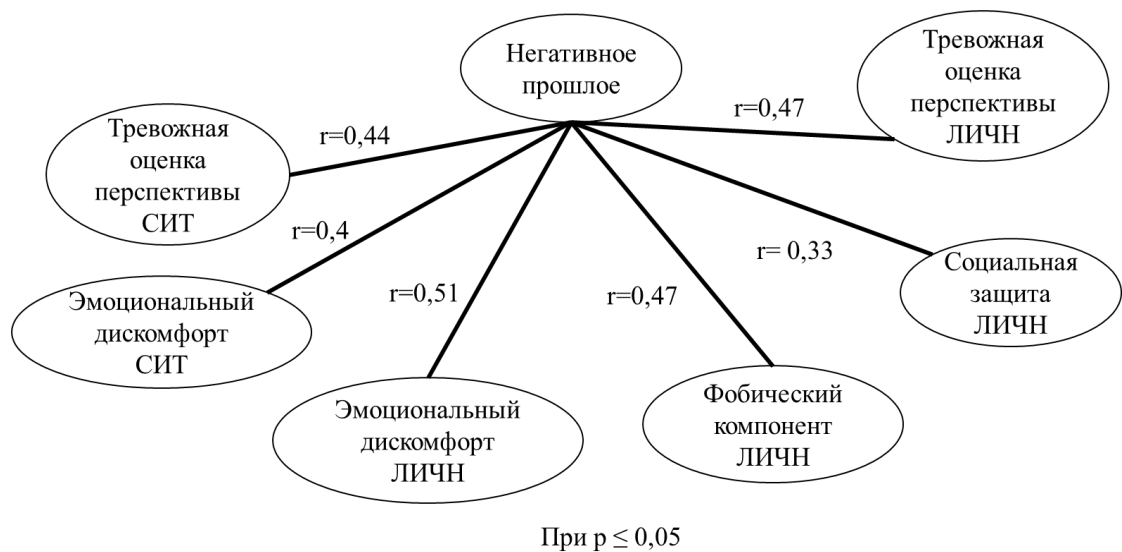 Негативное
прошлое
Тревожная
оценка
перспективы
ЛИЧН
r=0,47
Тревожная
оценка
перспективы
СИТ
r=0,44
r=0,4
r= 0,33
Социальная
защита
ЛИЧН
Эмоциональный
дискомфорт
СИТ
r=0,51
r=0,47
Эмоциональный
дискомфорт
ЛИЧН
Фобический
компонент
ЛИЧН
При p ≤ 0,05